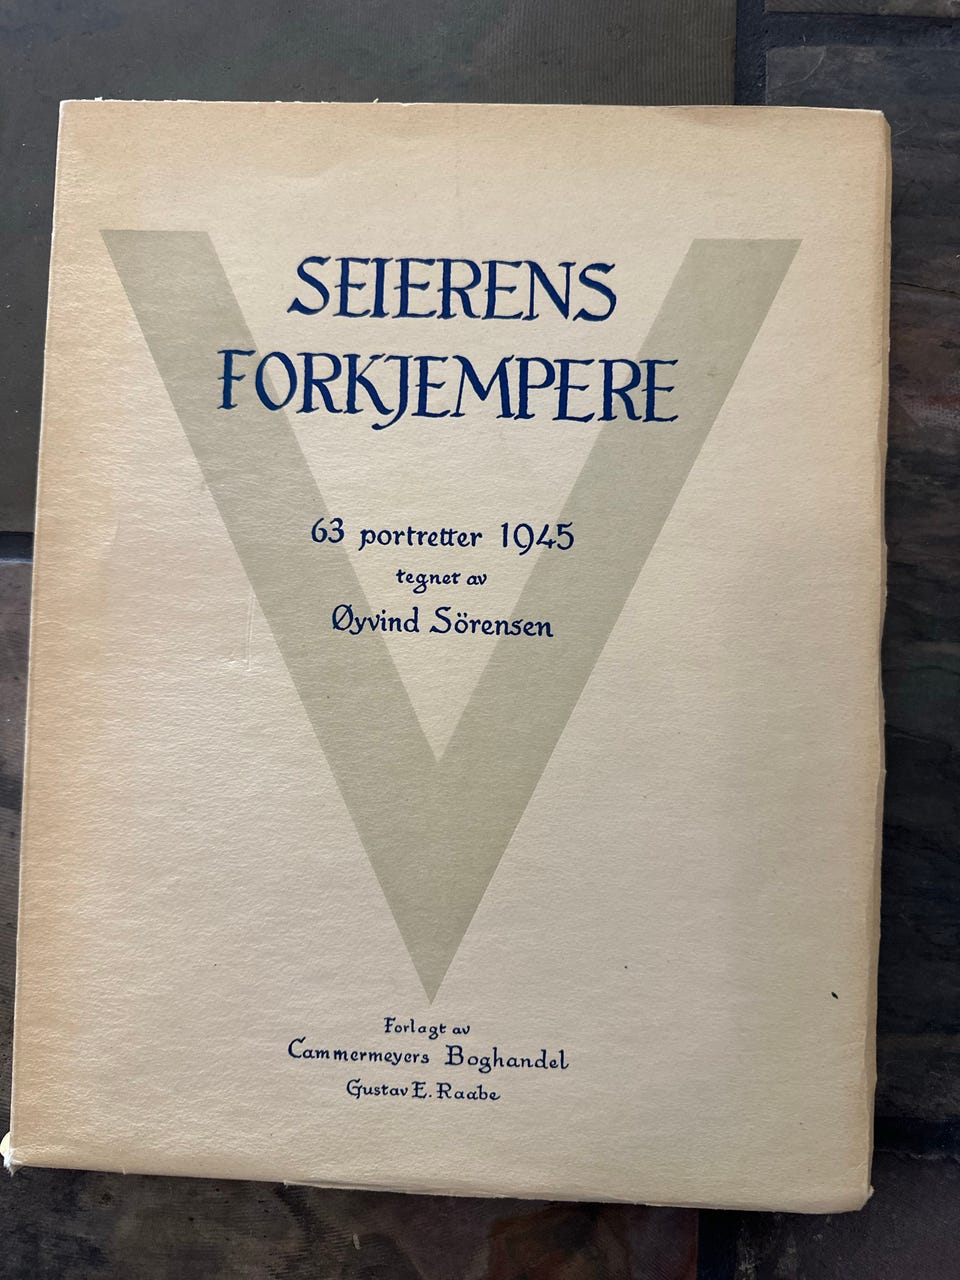 SEIERENS
FORKJEMPERE
63 portretter 1945
tegnet av
Øyvind Sörensen
Forlagt av
Cammermeyers Boghandel
Gustav E. Raabe